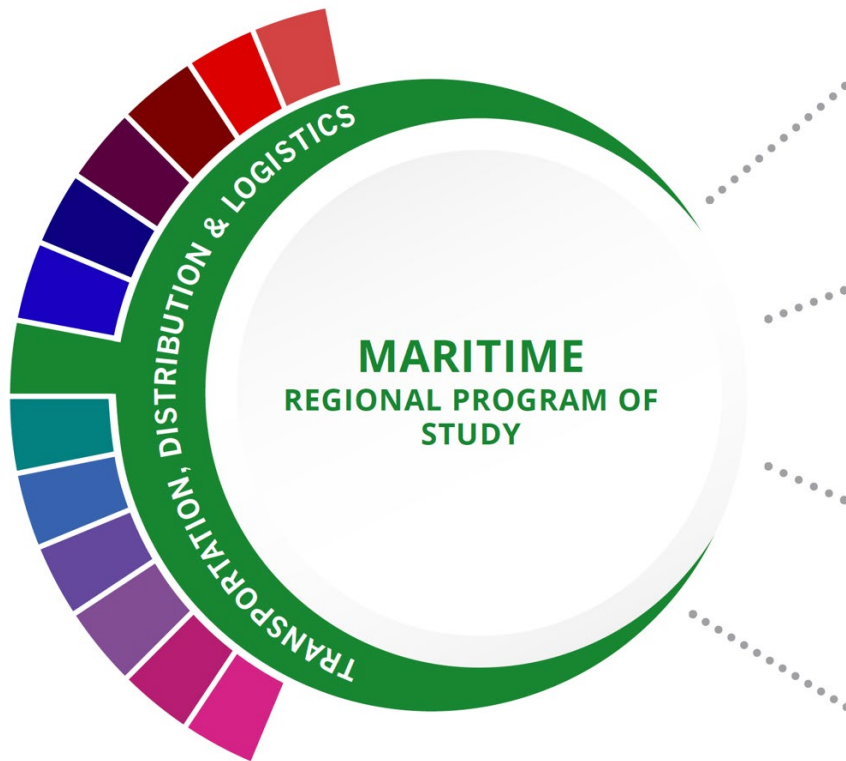 TRANSPORTATION, DISTRIBUTION & LOGISTICS
MARITIME
REGIONAL PROGRAM OF
STUDY